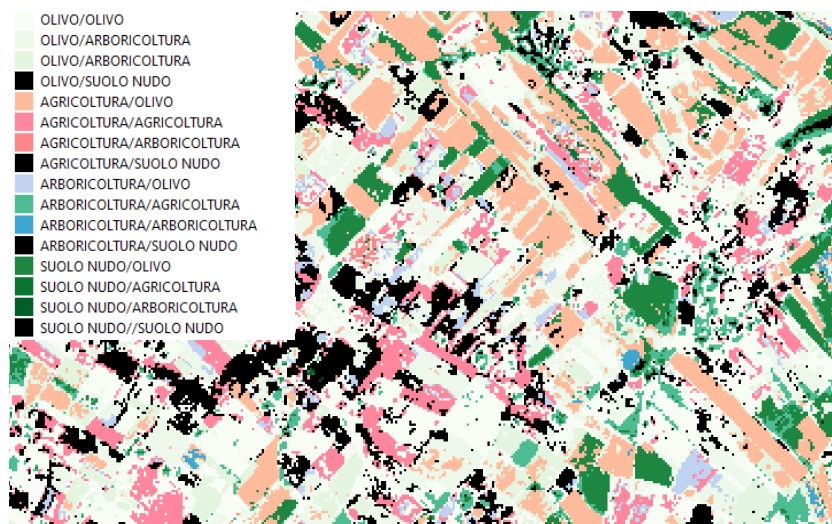 OLIVO/OLIVO
OLIVO/ARBORICOLTURA
OLIVO/ARBORICOLTURA
OLIVO/SUOLO NUDO
AGRICOLTURA/OLIVO
AGRICOLTURA/AGRICOLTURA
AGRICOLTURA/ARBORICOLTURA
AGRICOLTURA/SUOLO NUDO
ARBORICOLTURA/OLIVO
ARBORICOLTURA/AGRICOLTURA
ARBORICOLTURA/ARBORICOLTURA
ARBORICOLTURA/SUOLO NUDO
SUOLO NUDO/OLIVO
SUOLO NUDO/AGRICOLTURA
SUOLO NUDO/ARBORICOLTURA
SUOLO NUDO//SUOLO NUDO